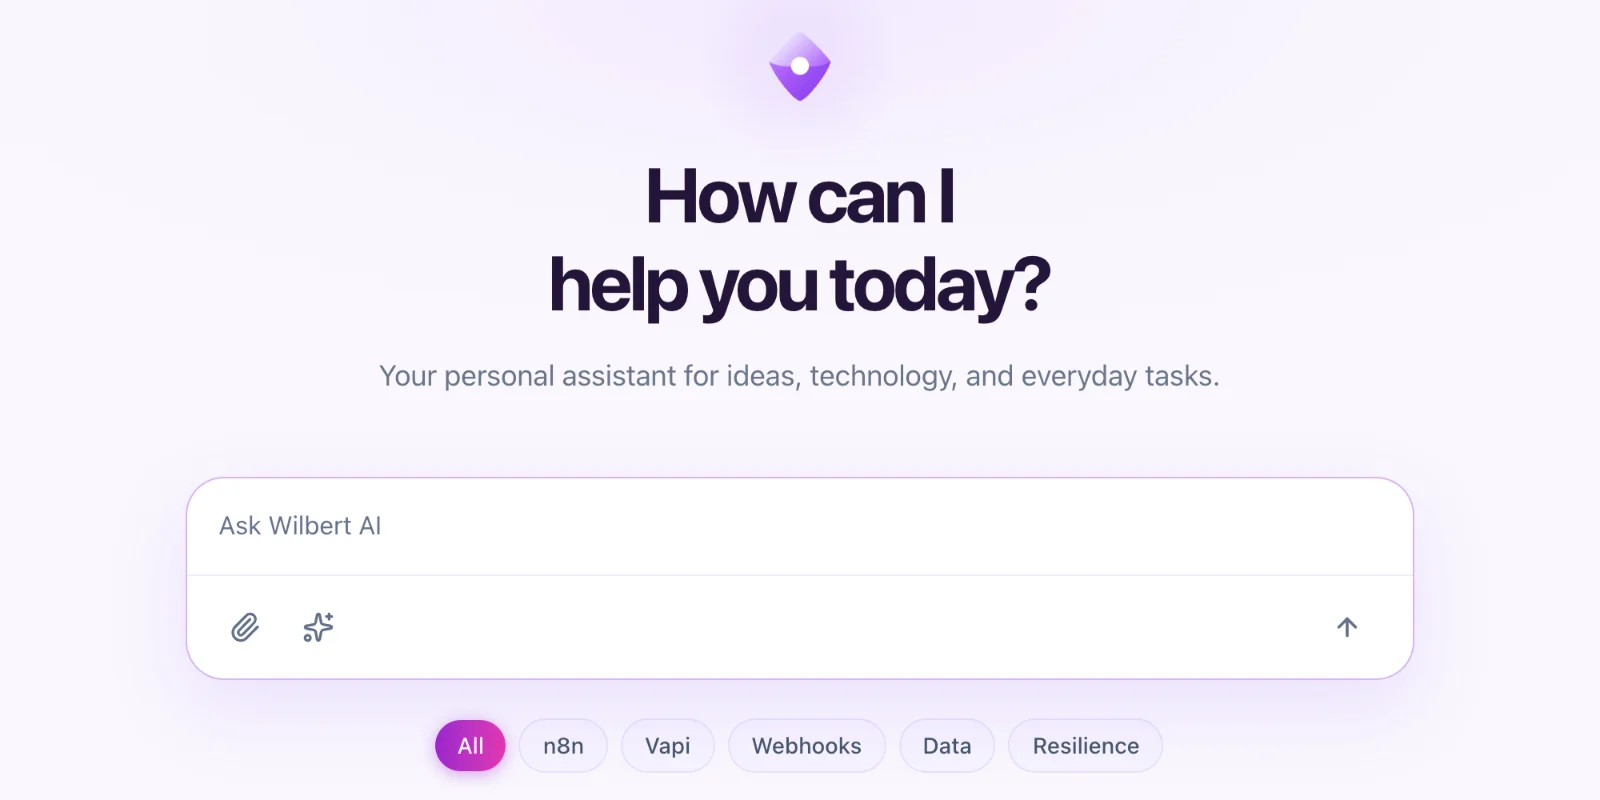 How can I
help you today?
Your personal assistant for ideas, technology, and everyday tasks.
Ask Wilbert AI
All
n8n
Vapi
Webhooks
Data
Resilience